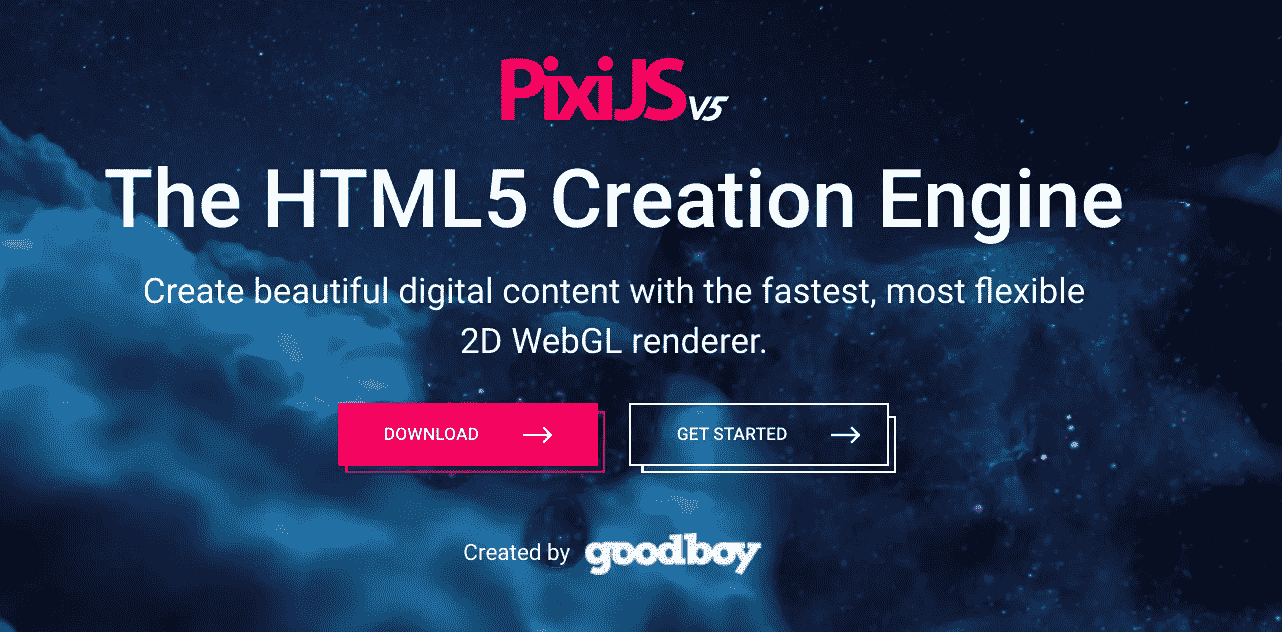 PixiJS V5
The HTML5 Creation Engine
Create beautiful digital content with the fastest, most flexible
2D WebGL renderer.
DOWNLOAD
GET STARTED
Created by goodboy